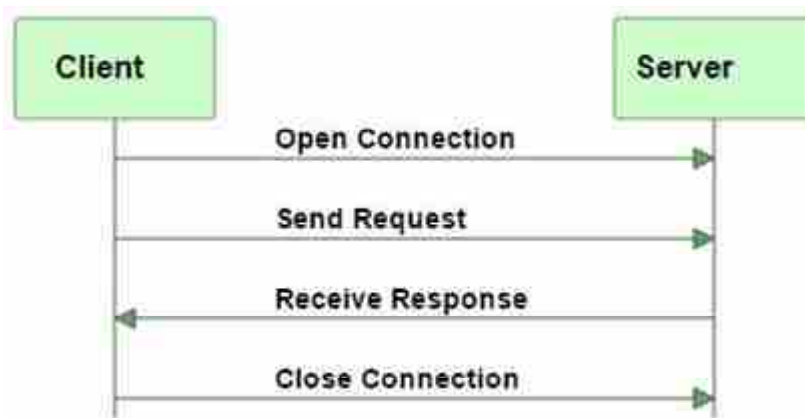 Client
Server
Open Connection
Send Request
Receive Response
Close Connection